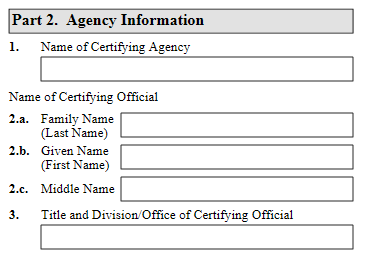 Part 2. Agency Information
1. Name of Certifying Agency
Name of Certifying Official
2.a. Family Name
(Last Name)
2.b. Given Name
(First Name)
2.c. Middle Name
3. Title and Division/Office of Certifying Official